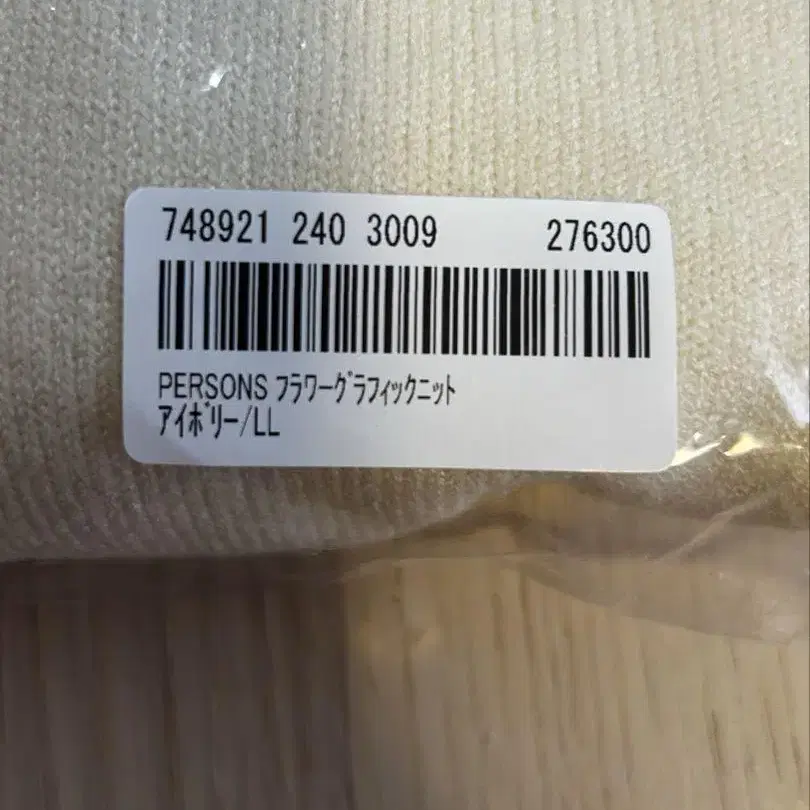 748921 240 3009 276300
PERSONS ﾌﾗﾜｰｸﾞﾗﾌｨｯｸﾆｯﾄ
ｱｲﾎﾞﾘｰ/LL